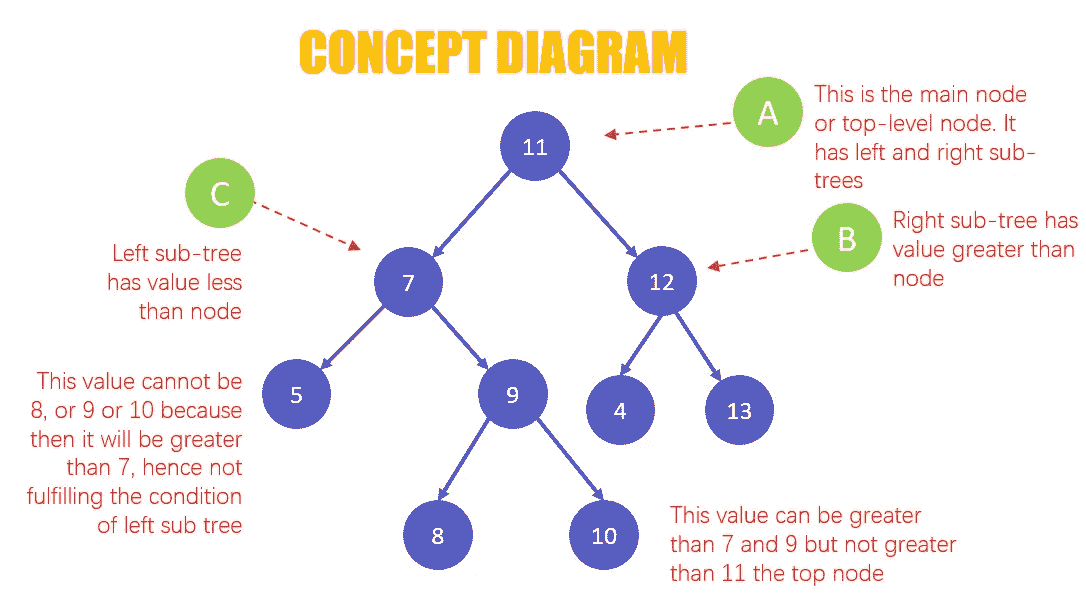 CONCEPT DIAGRAM
A
This is the main node
or top-level node. It
has left and right sub-
trees
11
C
Left sub-tree
has value less
than node
B
Right sub-tree has
value greater than
node
7
12
This value cannot be
8, or 9 or 10 because
then it will be greater
than 7, hence not
fulfilling the condition
of left sub tree
5
9
4
13
8
10
This value can be greater
than 7 and 9 but not greater
than 11 the top node